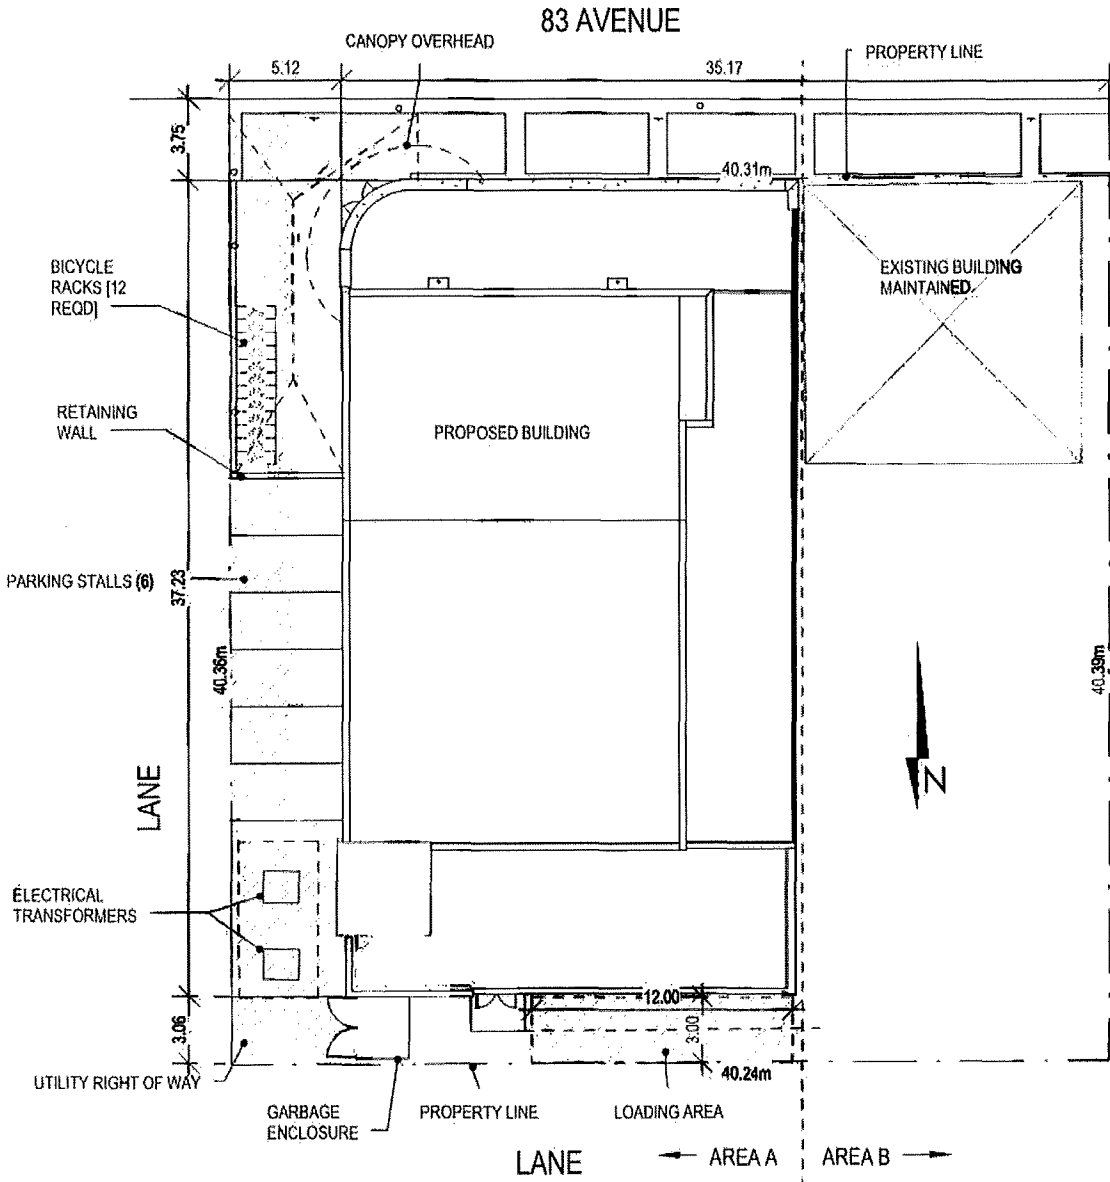 83 AVENUE
CANOPY OVERHEAD
PROPERTY LINE
5.12
35.17
3.75
40.31m
BICYCLE
RACKS [12
REQD]
EXISTING BUILDING
MAINTAINED
RETAINING
WALL
PROPOSED BUILDING
PARKING STALLS (6)
37.23
40.36m
40.39m
LANE
N
ELECTRICAL
TRANSFORMERS
12.00
3.06
3.00
40.24m
UTILITY RIGHT OF WAY
GARBAGE
ENCLOSURE
PROPERTY LINE
LOADING AREA
LANE
AREA A
AREA B